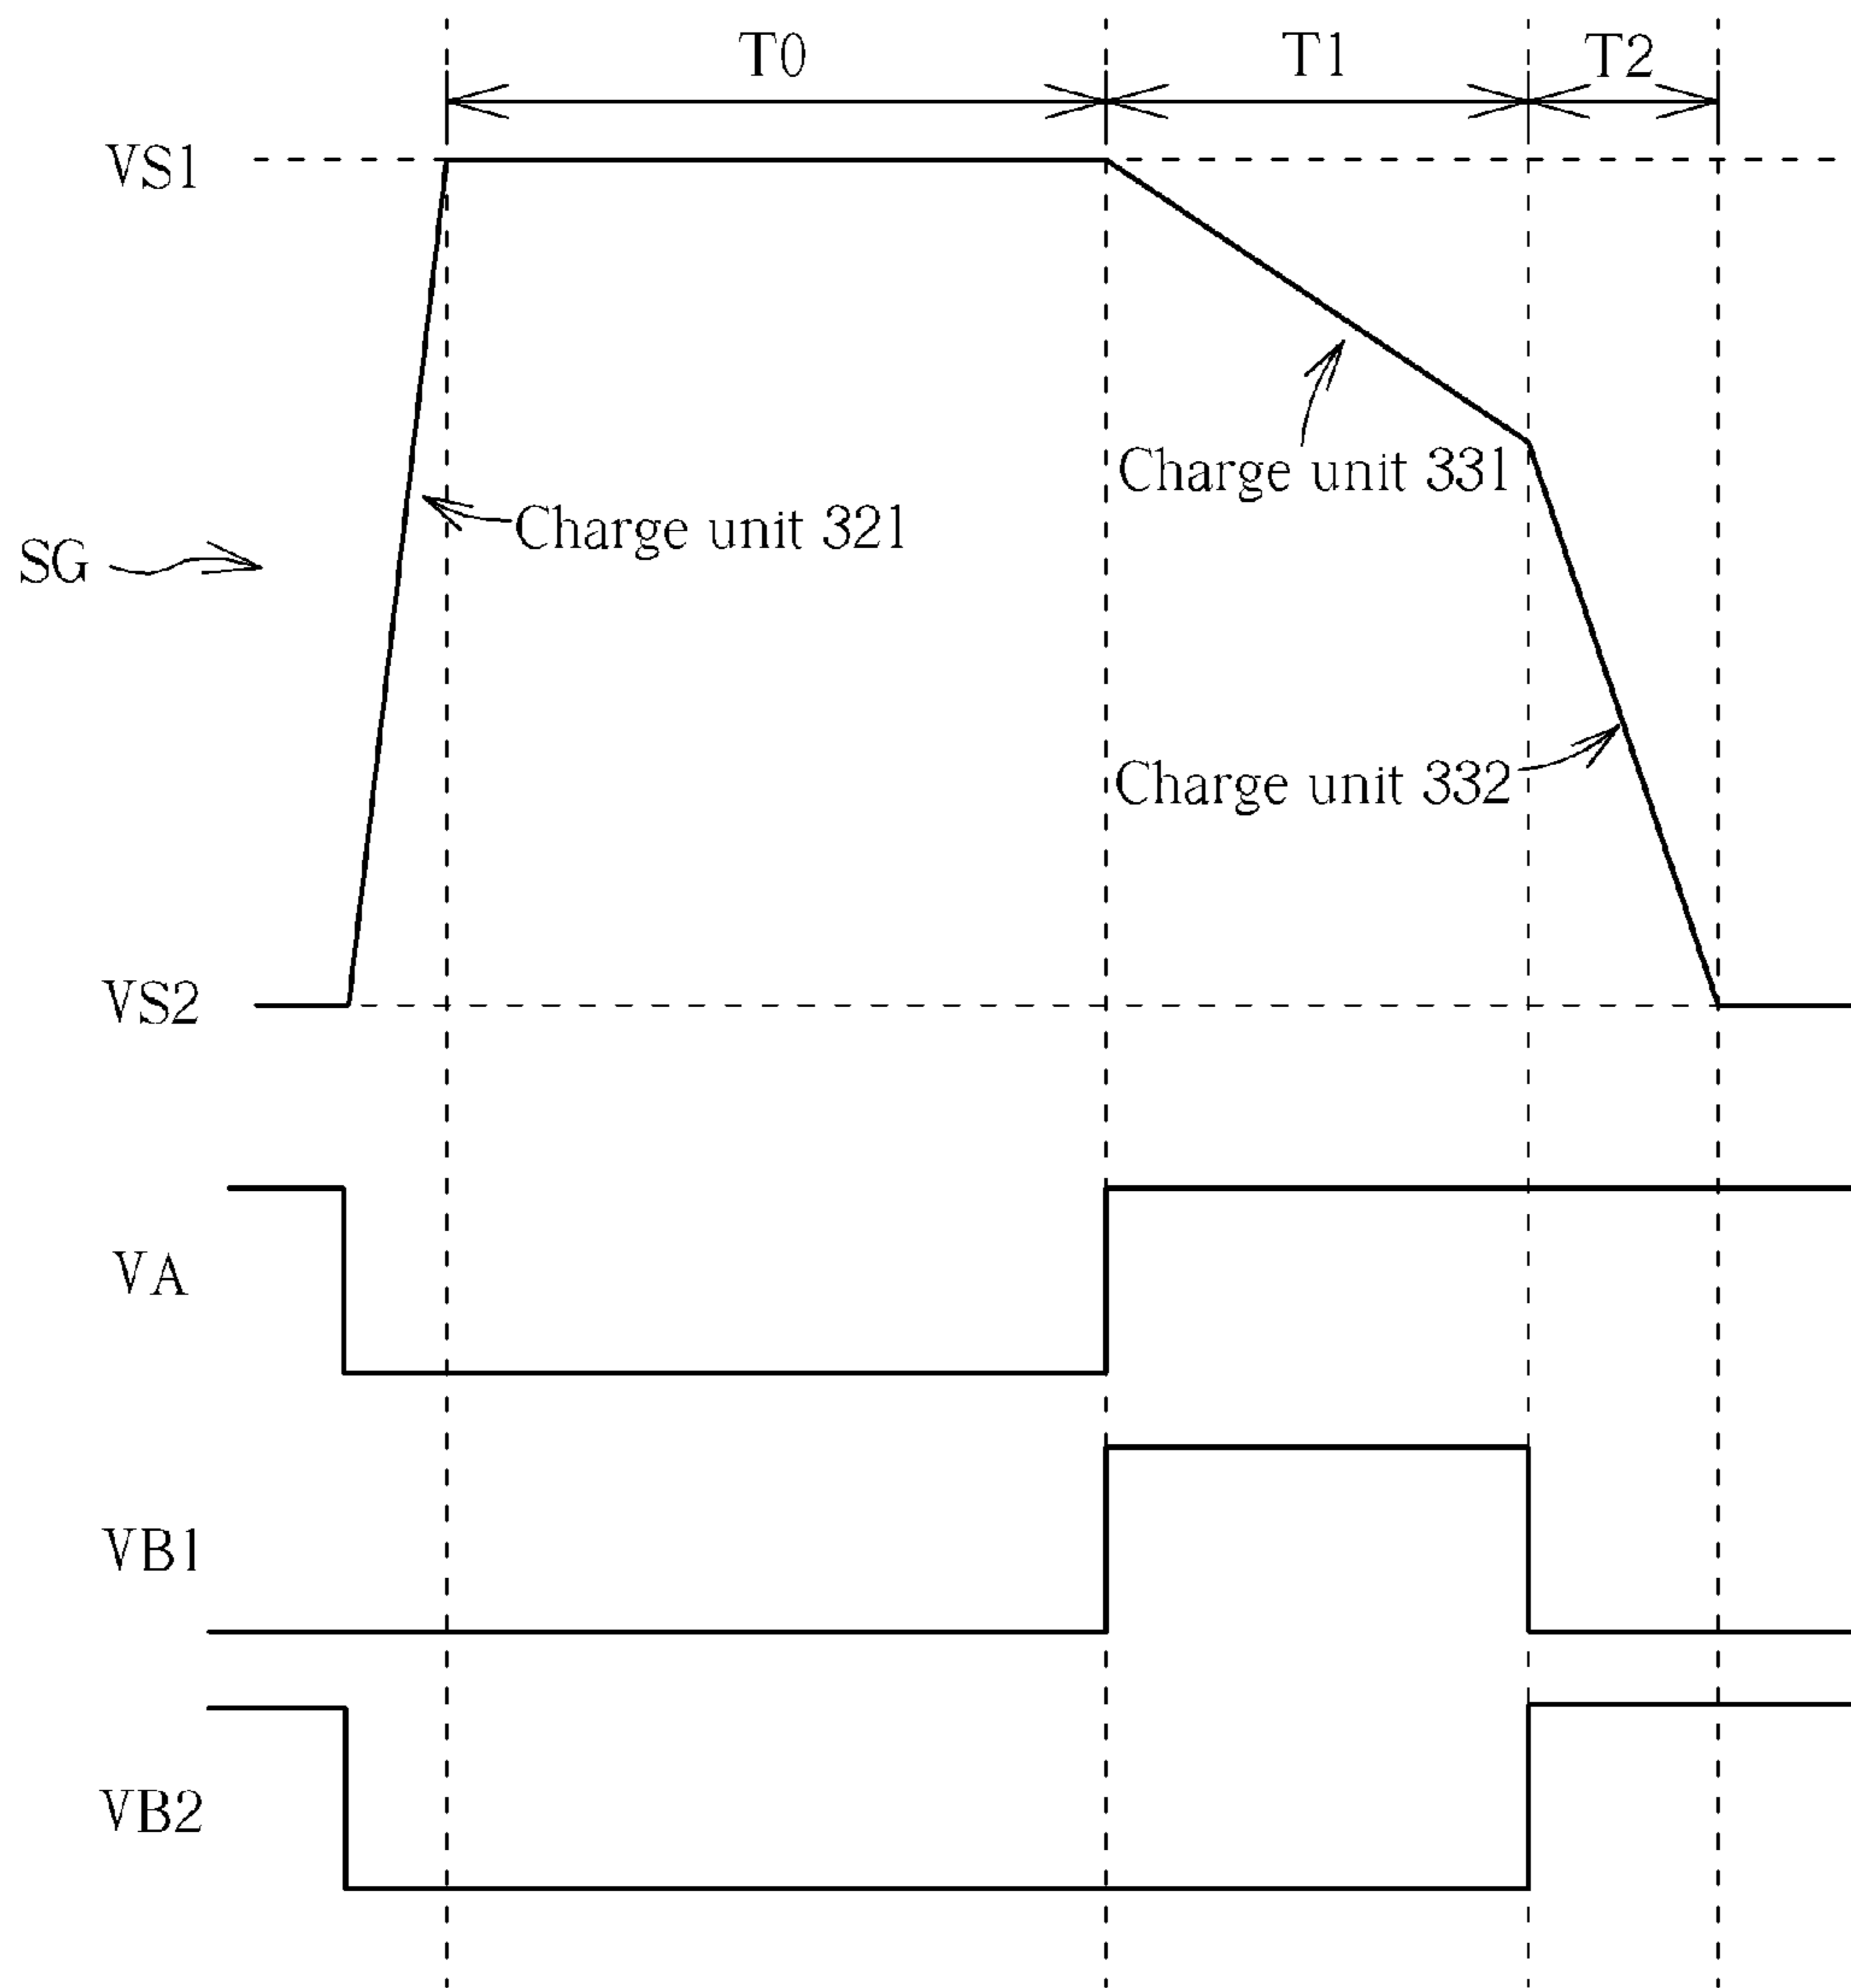 T0
T1
T2
VS1
Charge unit 331
Charge unit 321
SG
Charge unit 332
VS2
VA
VB1
VB2